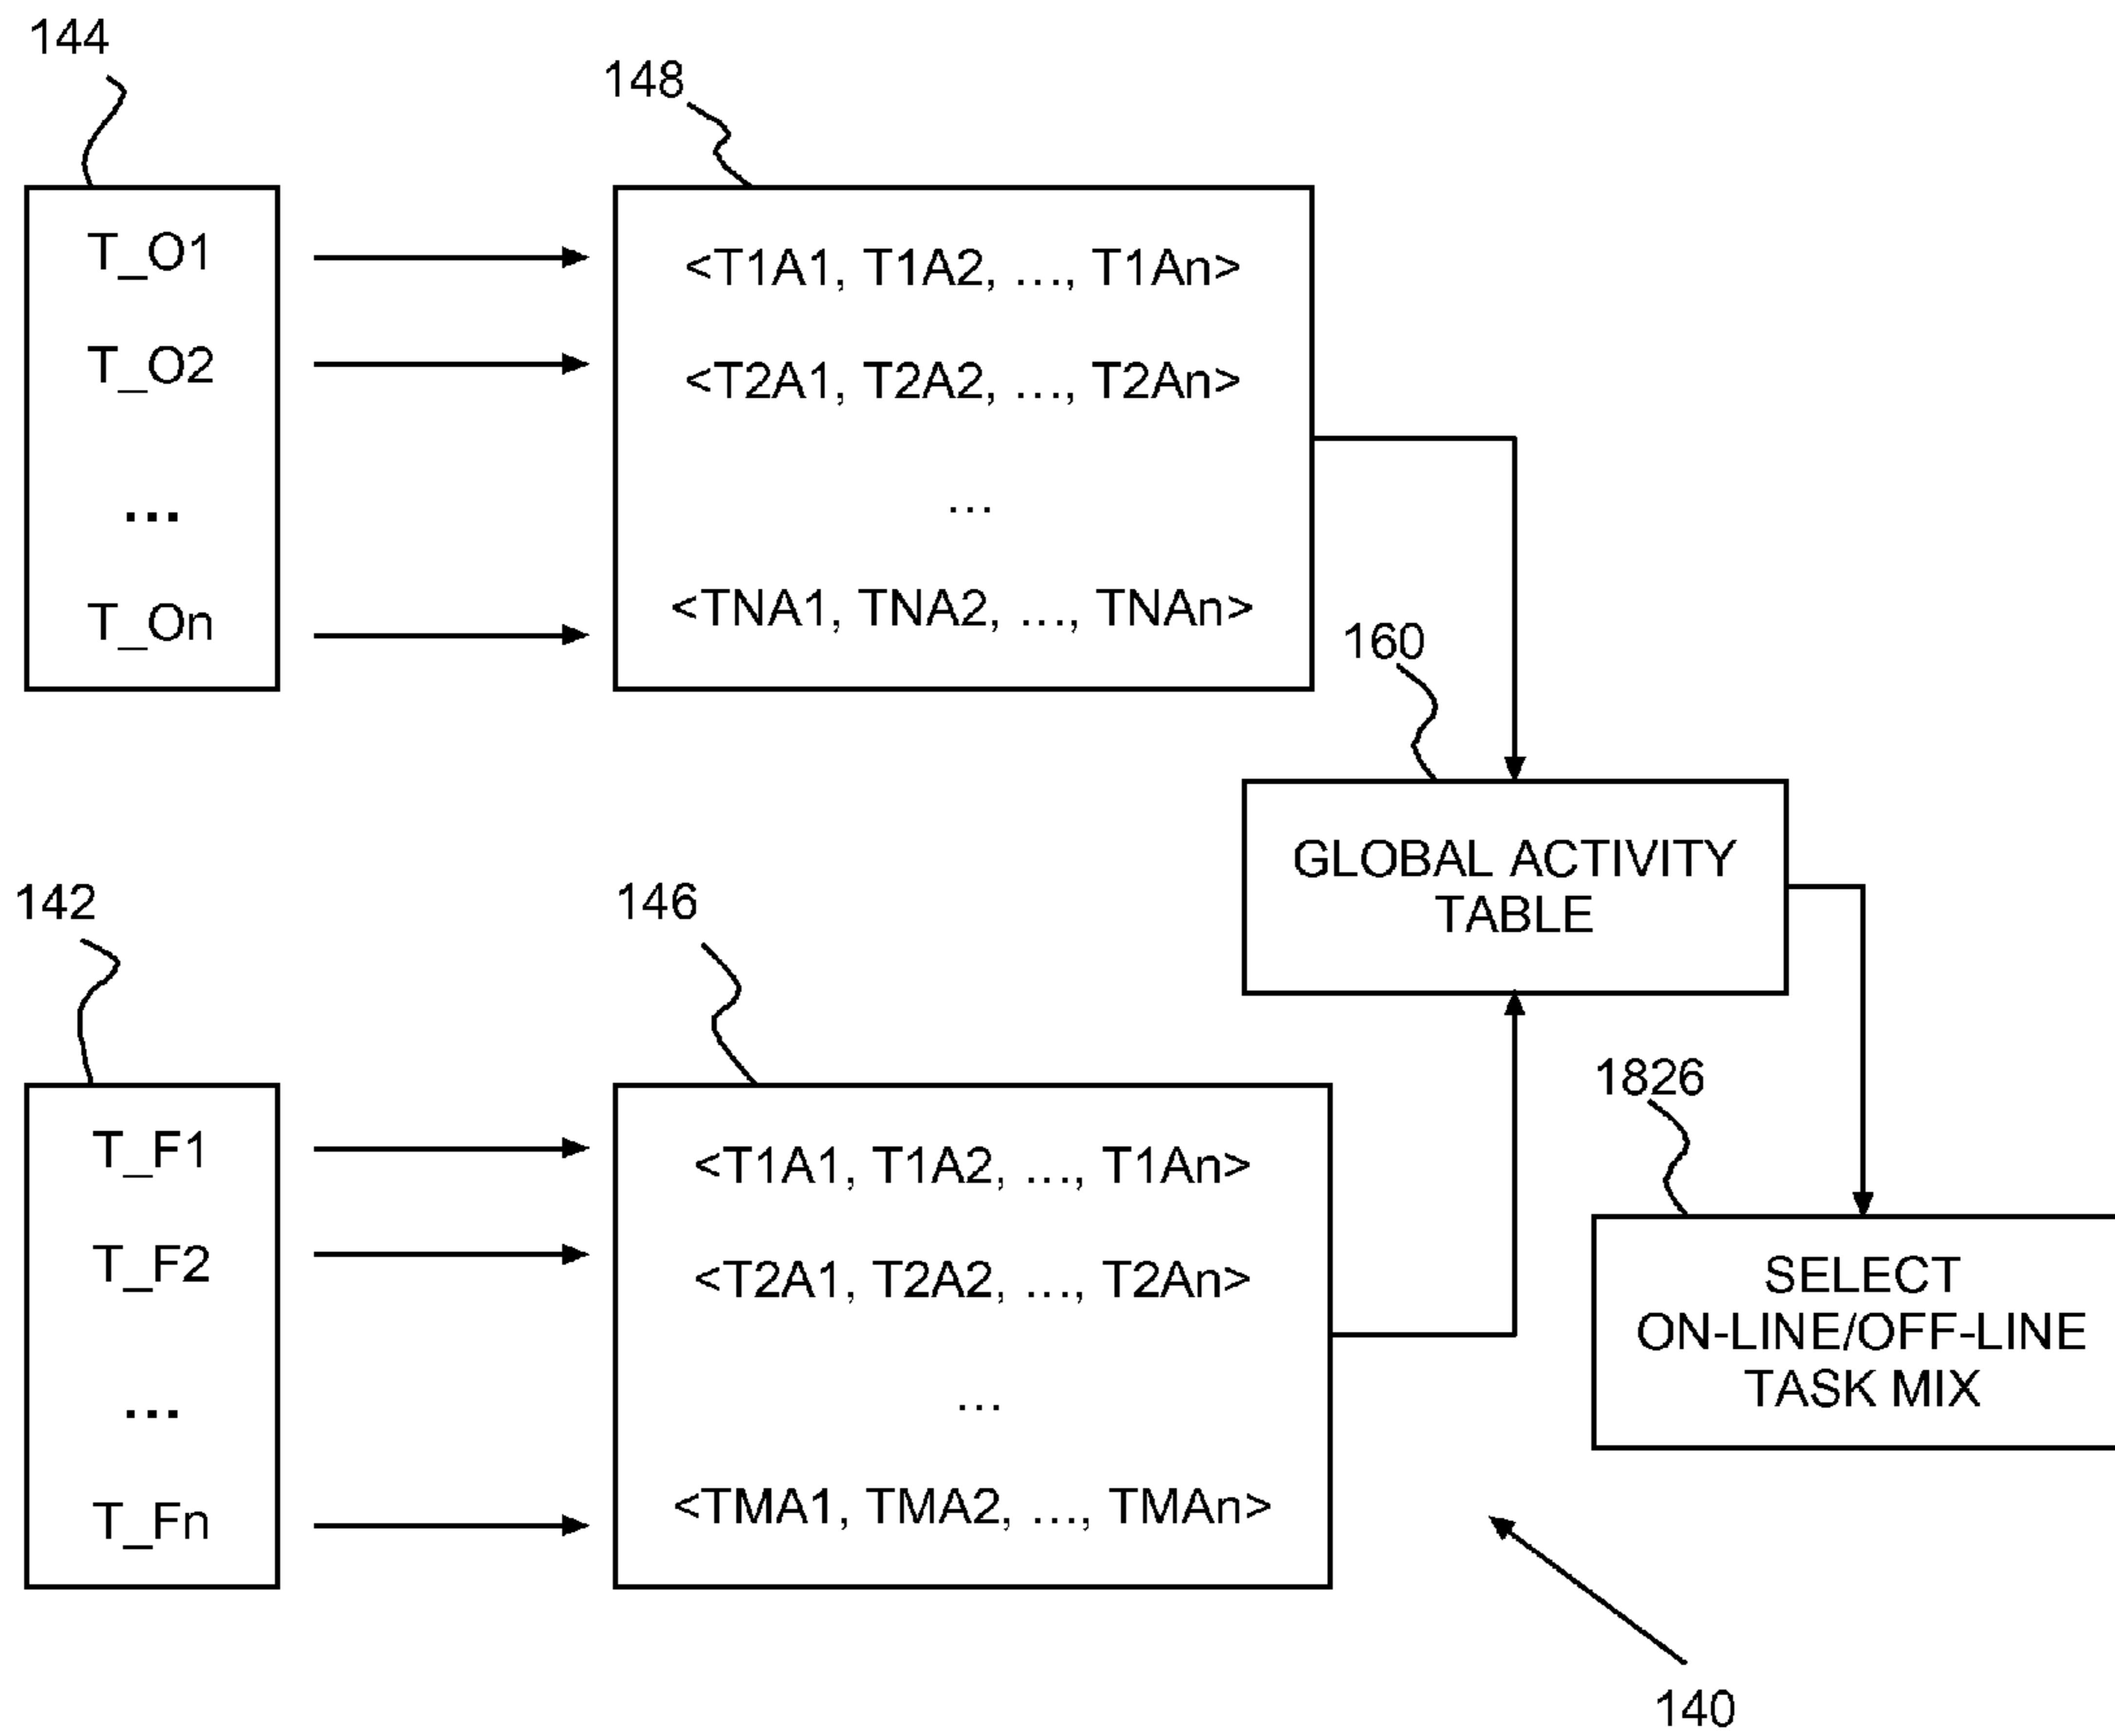 144
148
T_O1
<T1A1, T1A2, ..., T1An>
T_O2
<T2A1, T2A2, ..., T2An>
...
...
T_On
<TNA1, TNA2, ..., TNAn>
160
GLOBAL ACTIVITY
TABLE
142
146
T_F1
<T1A1, T1A2, ..., T1An>
T_F2
<T2A1, T2A2, ..., T2An>
...
...
T_Fn
<TMA1, TMA2, ..., TMAn>
1826
SELECT
ON-LINE/OFF-LINE
TASK MIX
140